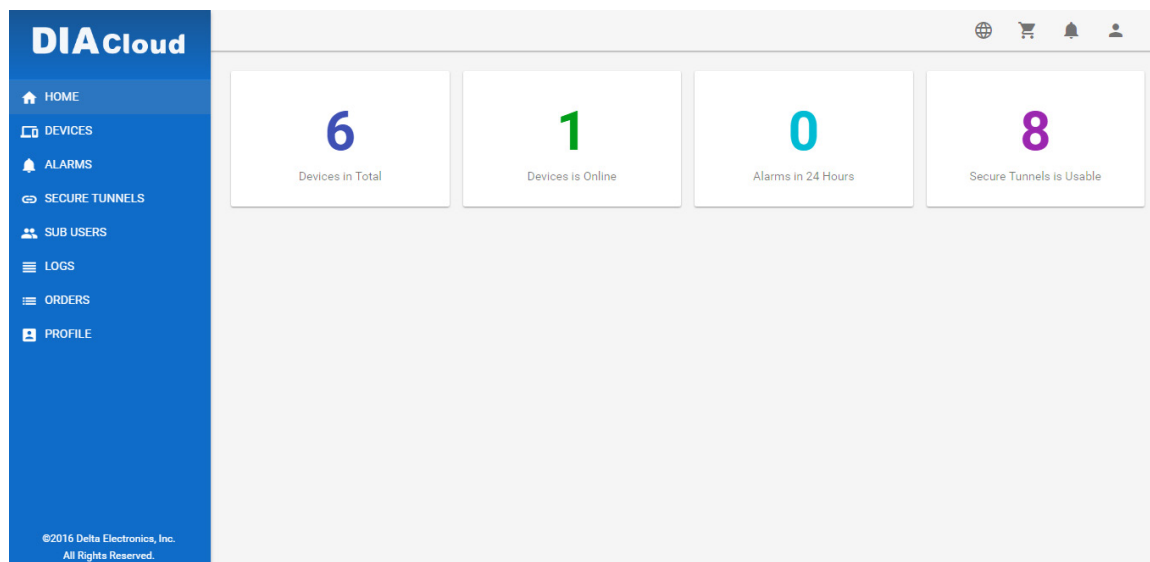 DIACloud
HOME
DEVICES
ALARMS
SECURE TUNNELS
SUB USERS
LOGS
ORDERS
PROFILE
©2016 Delta Electronics, Inc.
All Rights Reserved.
6
Devices in Total
1
Devices is Online
0
Alarms in 24 Hours
8
Secure Tunnels is Usable